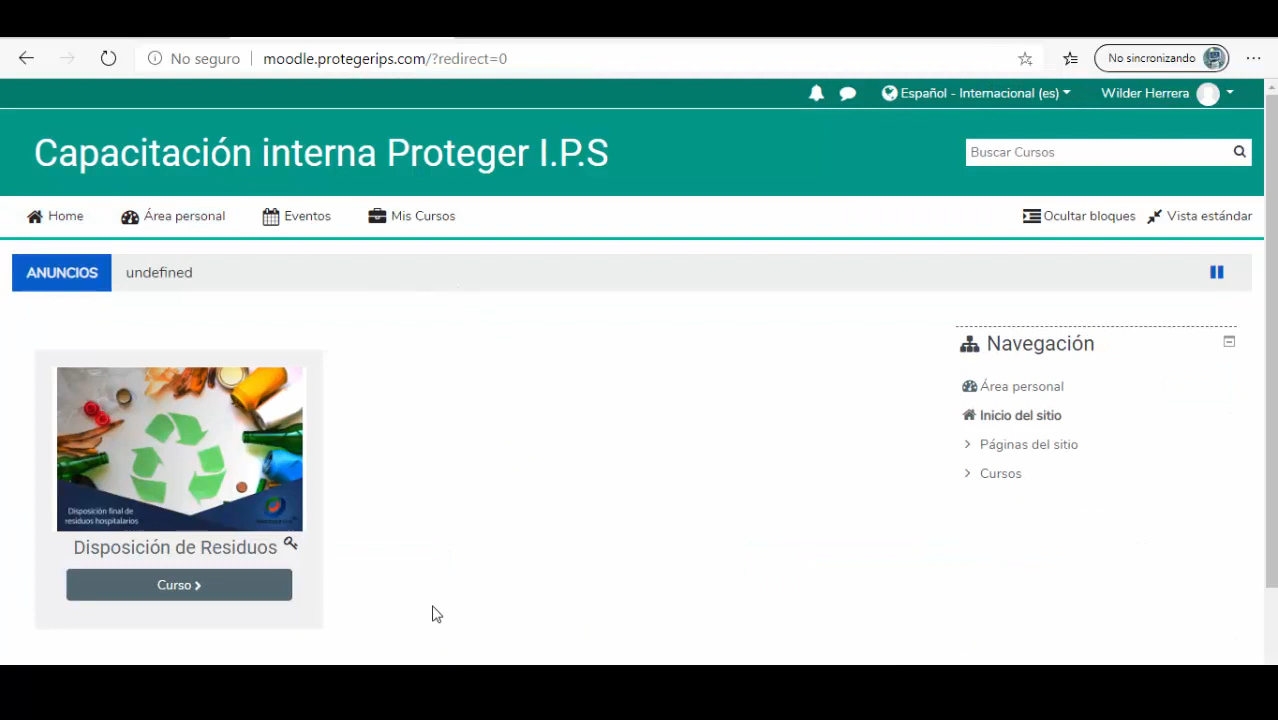 No seguro moodle.protegerips.com/?redirect=0 No sincronizando
Español - Internacional (es) Wilder Herrera
Capacitación interna Proteger I.P.S
Buscar Cursos
Home Área personal Eventos Mis Cursos Ocultar bloques Vista estándar
ANUNCIOS undefined
Navegación
Área personal
Inicio del sitio
Páginas del sitio
Cursos
Disposición final de
residuos hospitalarios
Disposición de Residuos
Curso